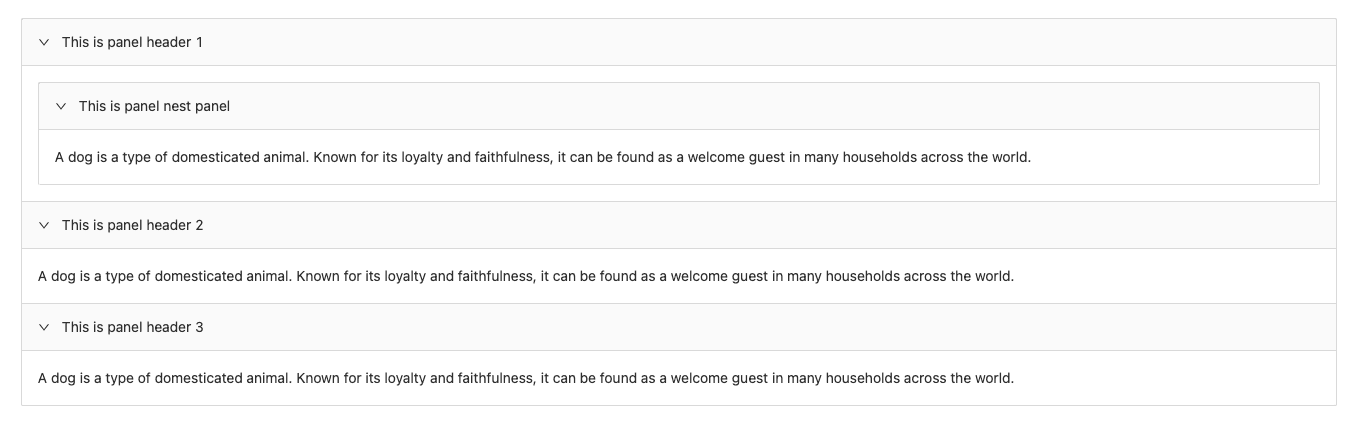 This is panel header 1
This is panel nest panel
A dog is a type of domesticated animal. Known for its loyalty and faithfulness, it can be found as a welcome guest in many households across the world.
This is panel header 2
A dog is a type of domesticated animal. Known for its loyalty and faithfulness, it can be found as a welcome guest in many households across the world.
This is panel header 3
A dog is a type of domesticated animal. Known for its loyalty and faithfulness, it can be found as a welcome guest in many households across the world.